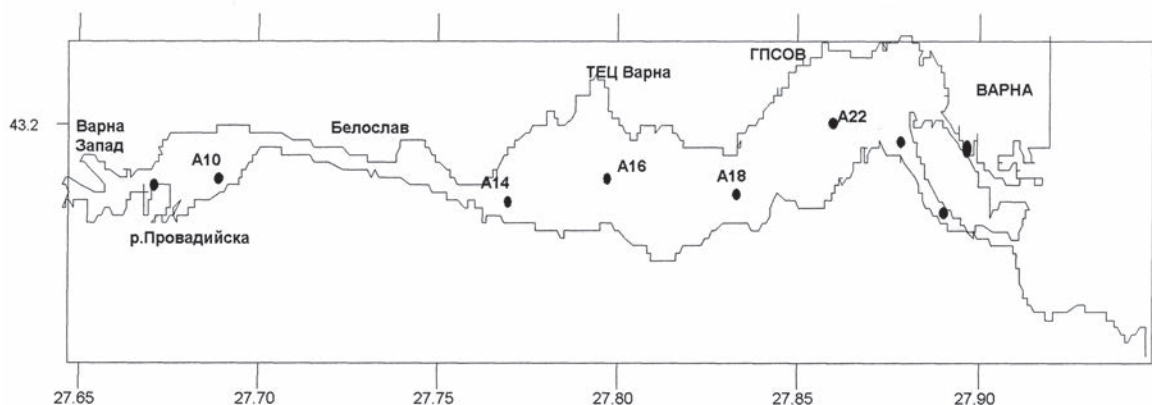 ГПСОВ
ТЕЦ Варна
ВАРНА
43.2
Варна
Запад
Белослав
A22
A10
A14
A16
A18
р.Провадийска
27.65
27.70
27.75
27.80
27.85
27.90